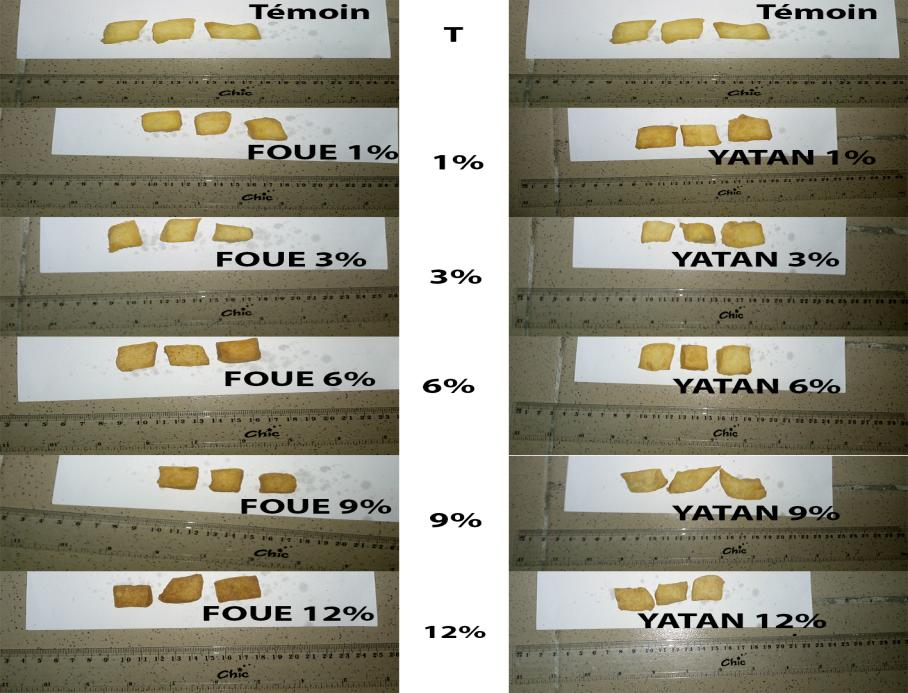 Témoin
Chic
T
Témoin
Chic
FOUE 1%
Chic
1%
YATAN 1%
Chic
FOUE 3%
Chic
3%
YATAN 3%
Chic
FOUE 6%
Chic
6%
YATAN 6%
Chic
FOUE 9%
Chic
9%
YATAN 9%
Chic
FOUE 12%
Chic
12%
YATAN 12%
Chic